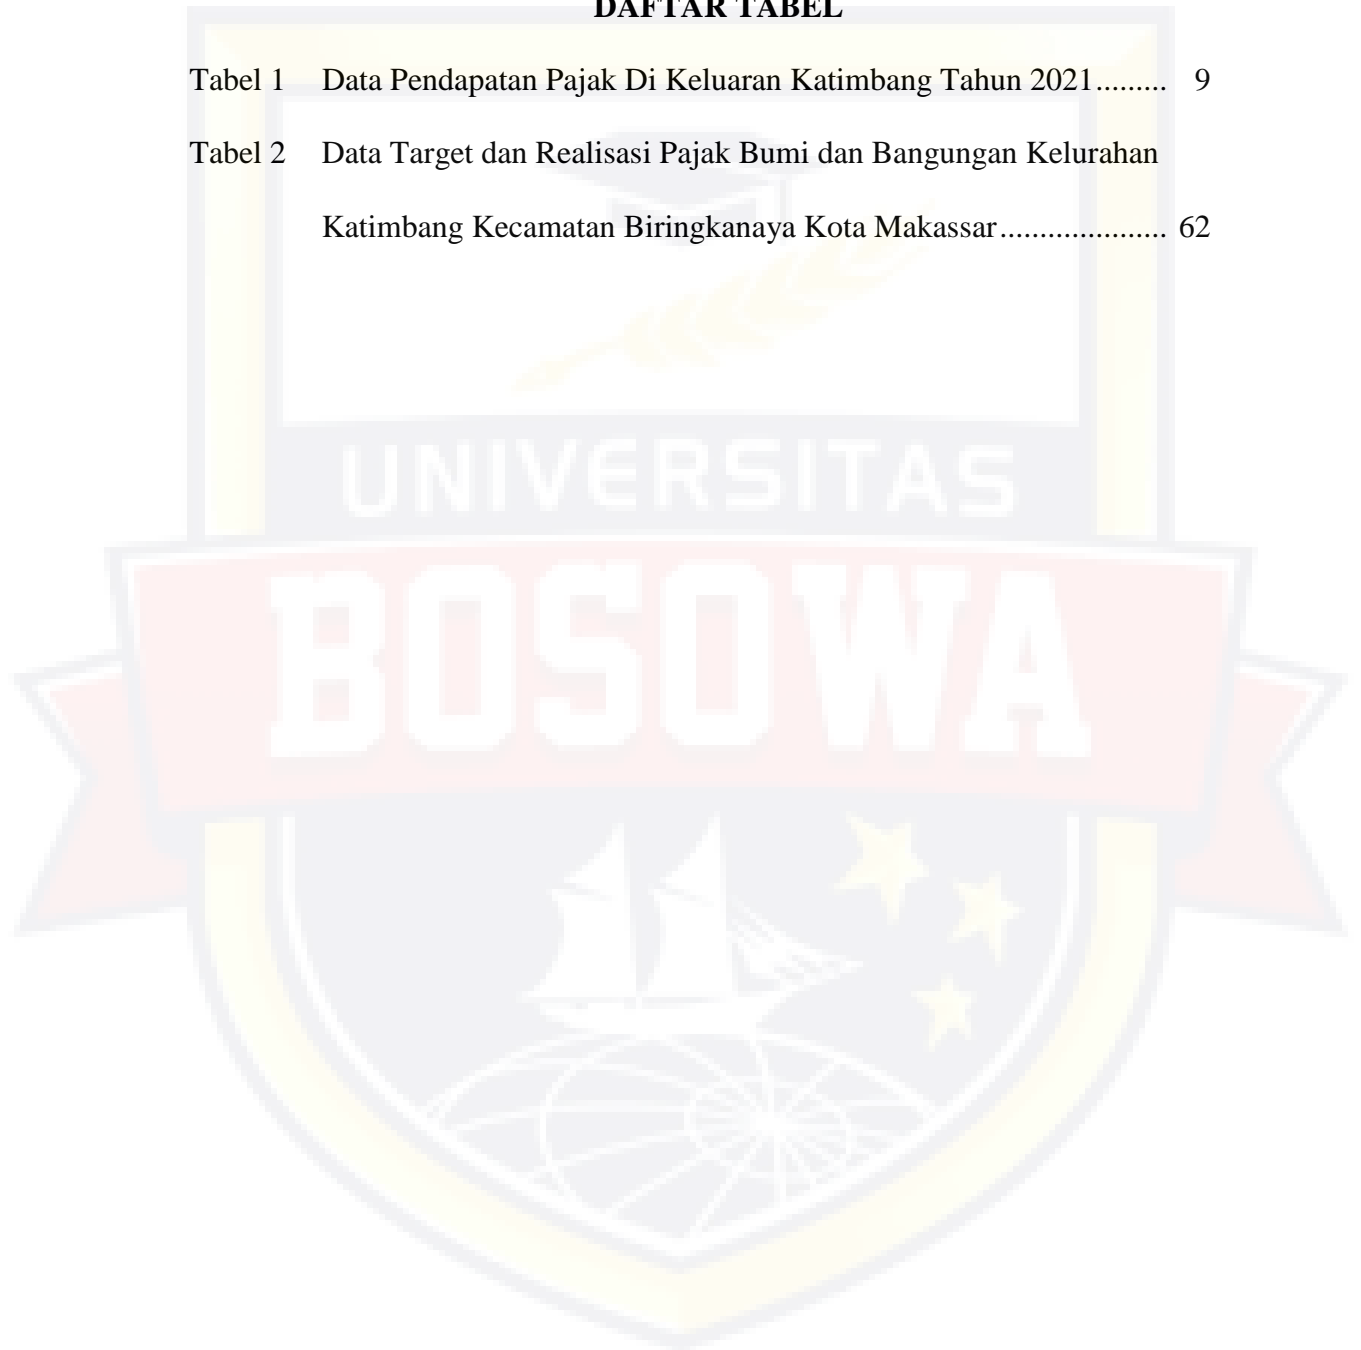 DAFTAR TABEL
Tabel 1 Data Pendapatan Pajak Di Keluaran Katimbang Tahun 2021......... 9
Tabel 2 Data Target dan Realisasi Pajak Bumi dan Bangungan Kelurahan
Katimbang Kecamatan Biringkanaya Kota Makassar..................... 62
UNIVERSITAS
BOSOWA